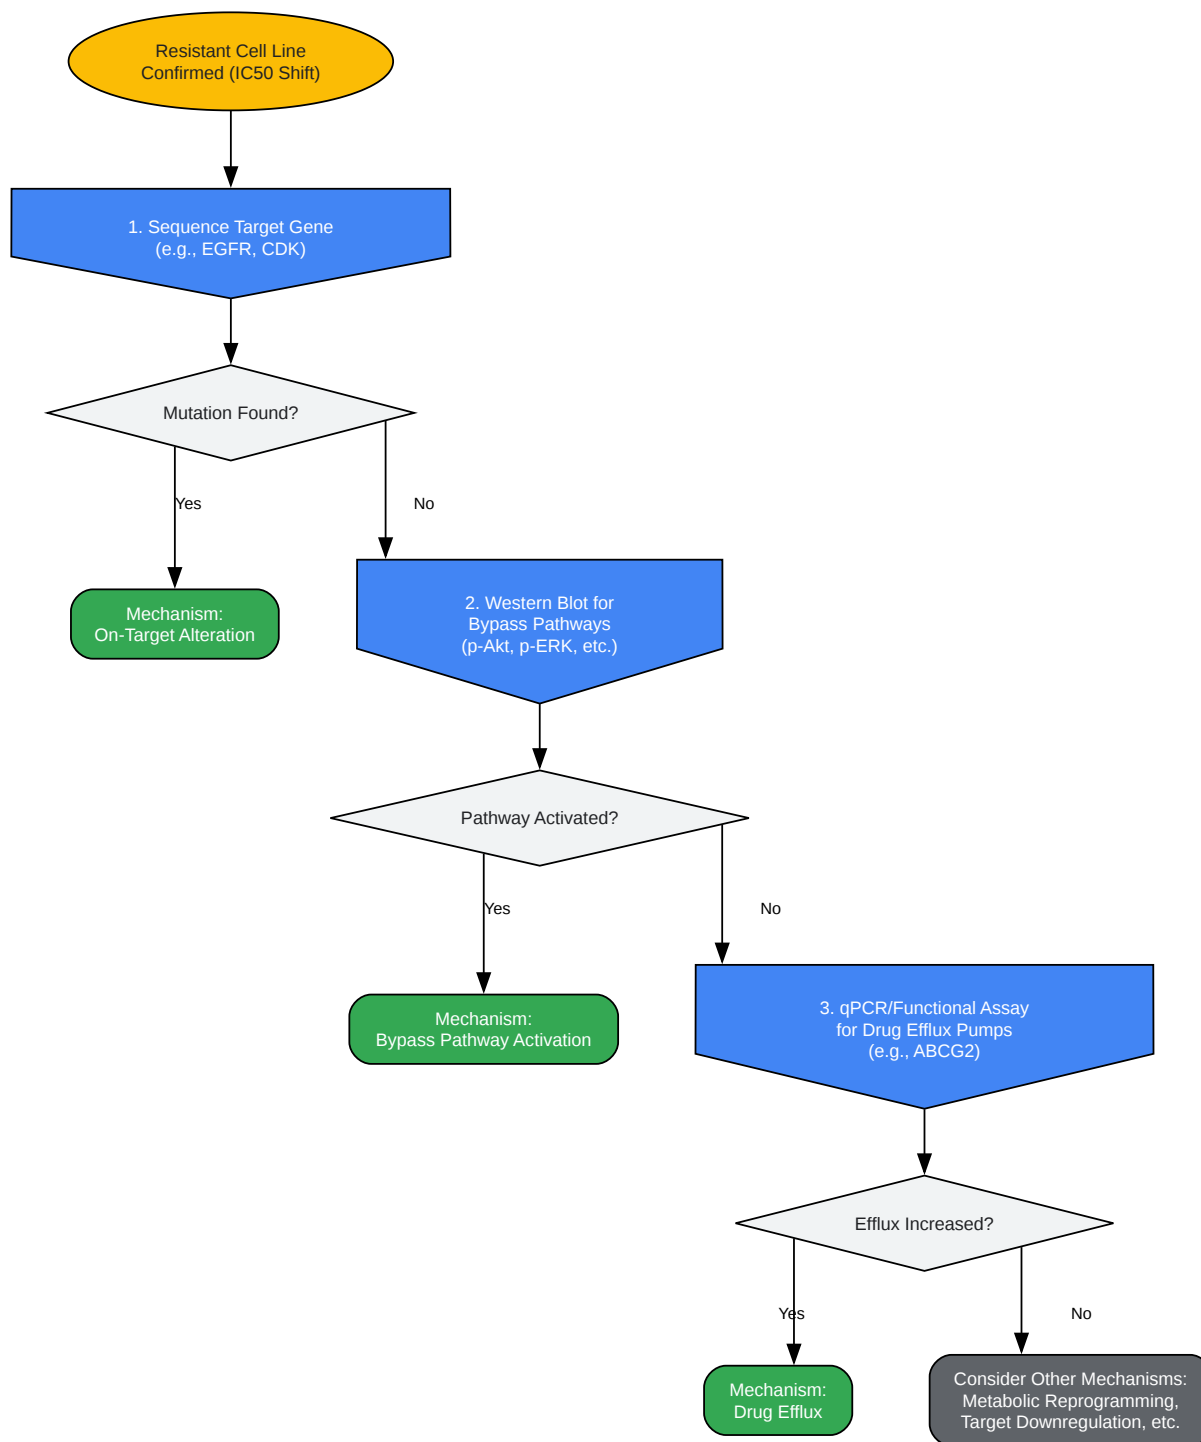 Resistant Cell Line
Confirmed (IC50 Shift)
1. Sequence Target Gene
(e.g., EGFR, CDK)
Mutation Found?
Yes
No
Mechanism:
On-Target Alteration
2. Western Blot for
Bypass Pathways
(p-Akt, p-ERK, etc.)
Pathway Activated?
Yes
No
Mechanism:
Bypass Pathway Activation
3. qPCR/Functional Assay
for Drug Efflux Pumps
(e.g., ABCG2)
Efflux Increased?
Yes
No
Mechanism:
Drug Efflux
Consider Other Mechanisms:
Metabolic Reprogramming,
Target Downregulation, etc.